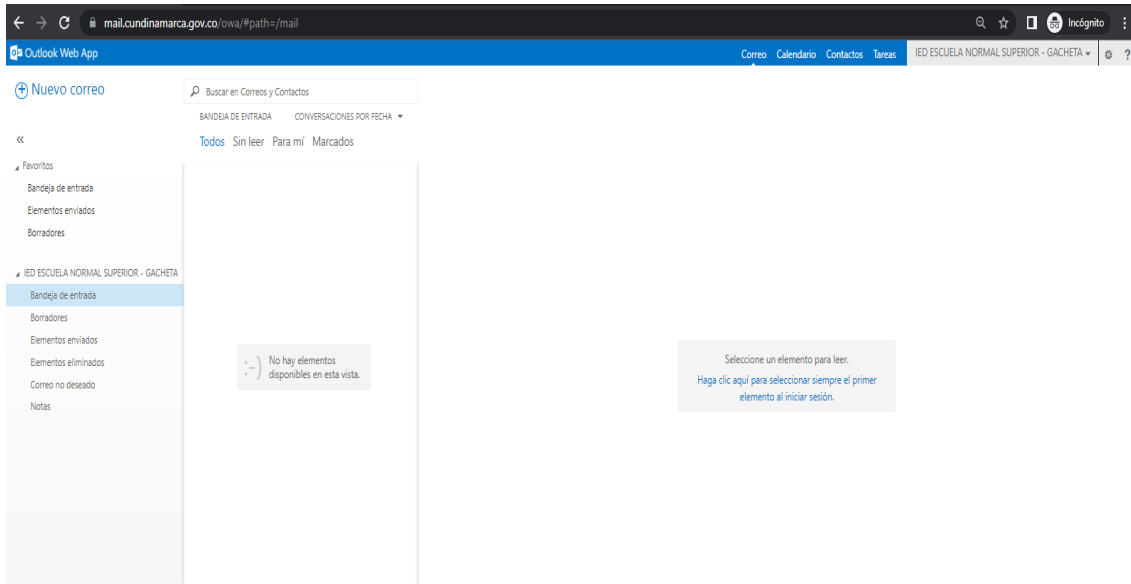 mail.cundinamarca.gov.co/owa/#path=/mail
Incógnito
Outlook Web App
Correo Calendario Contactos Tareas
IED ESCUELA NORMAL SUPERIOR - GACHETA
?
Nuevo correo
Buscar en Correos y Contactos
BANDEJA DE ENTRADA CONVERSACIONES POR FECHA
Todos Sin leer Para mí Marcados
Favoritos
Bandeja de entrada
Elementos enviados
Borradores
IED ESCUELA NORMAL SUPERIOR - GACHETA
Bandeja de entrada
Borradores
Elementos enviados
Elementos eliminados
Correo no deseado
Notas
:-)
No hay elementos
disponibles en esta vista.
Seleccione un elemento para leer.
Haga clic aquí para seleccionar siempre el primer
elemento al iniciar sesión.